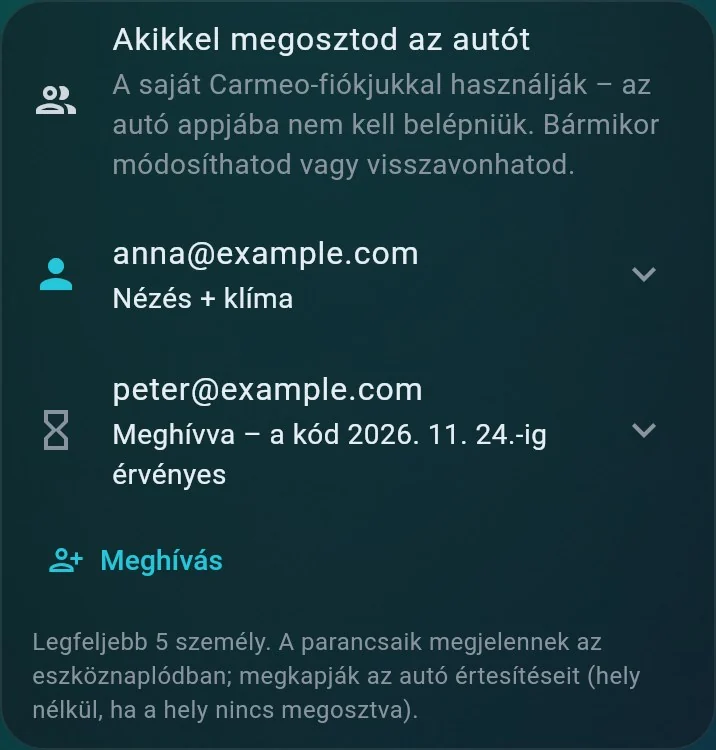 Akikkel megosztod az autót
A saját Carmeo-fiókjukkal használják – az
autó appjába nem kell belépniük. Bármikor
módosíthatod vagy visszavonhatod.
anna@example.com
Nézés + klíma
peter@example.com
Meghívva – a kód 2026. 11. 24.-ig
érvényes
Meghívás
Legfeljebb 5 személy. A parancsaik megjelennek az
eszköznaplódban; megkapják az autó értesítéseit (hely
nélkül, ha a hely nincs megosztva).